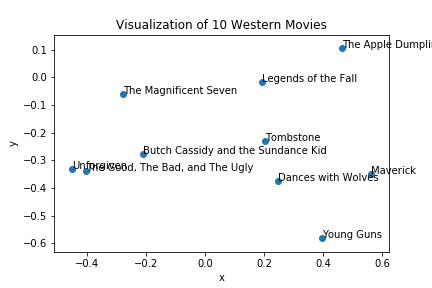 Visualization of 10 Western Movies
The Apple Dumplin
0.1
Legends of the Fall
0.0
The Magnificent Seven
−0.1
Tombstone
−0.2
Butch Cassidy and the Sundance Kid
y
−0.3
Unforgiven
The Good, The Bad, and The Ugly
Maverick
Dances with Wolves
−0.4
−0.5
Young Guns
−0.6
−0.4 −0.2 0.0 0.2 0.4 0.6
x